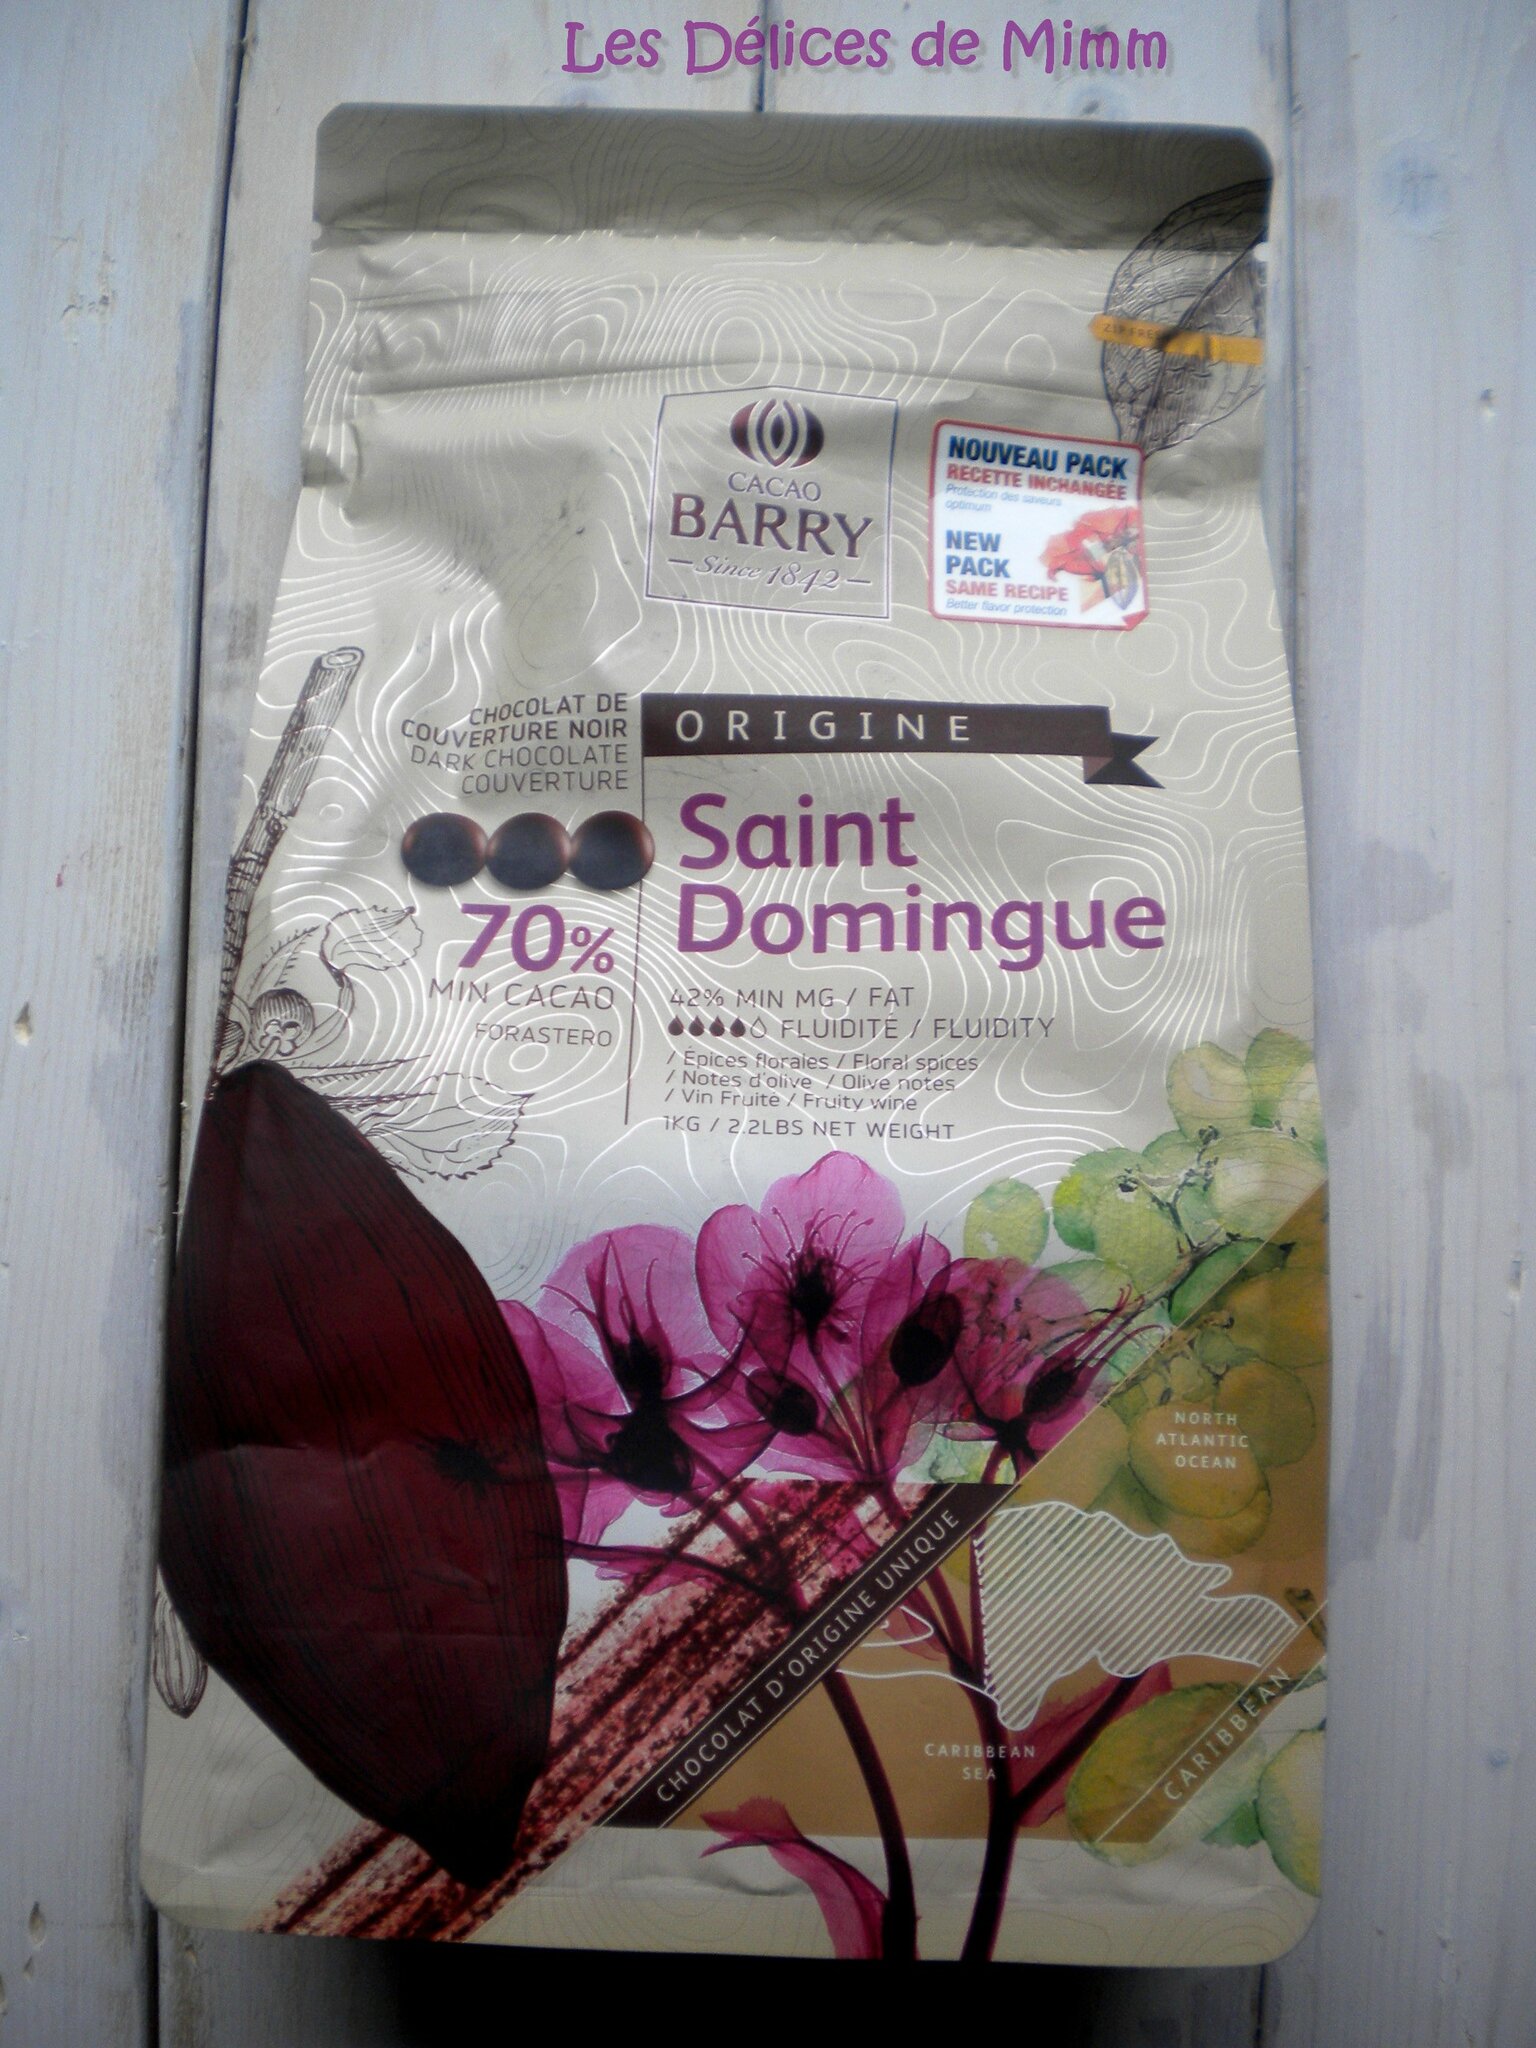 Les Délices de Mimm
CACAO
BARRY
Since 1842
NOUVEAU PACK
RECETTE INCHANGÉE
Protection des saveurs
optimum
NEW
PACK
SAME RECIPE
Better flavor protection
CHOCOLAT DE
COUVERTURE NOIR
DARK CHOCOLATE
COUVERTURE
70%
MIN CACAO
FORASTERO
ORIGINE
Saint
Domingue
42% MIN MG / FAT
FLUIDITÉ / FLUIDITY
/ Épices florales / Floral spices
/ Notes d'olive / Olive notes
/ Vin Fruité / Fruity wine
1KG / 2.2LBS NET WEIGHT
NORTH
ATLANTIC
OCEAN
CHOCOLAT D'ORIGINE UNIQUE
CARIBBEAN
SEA
CARIBBEAN